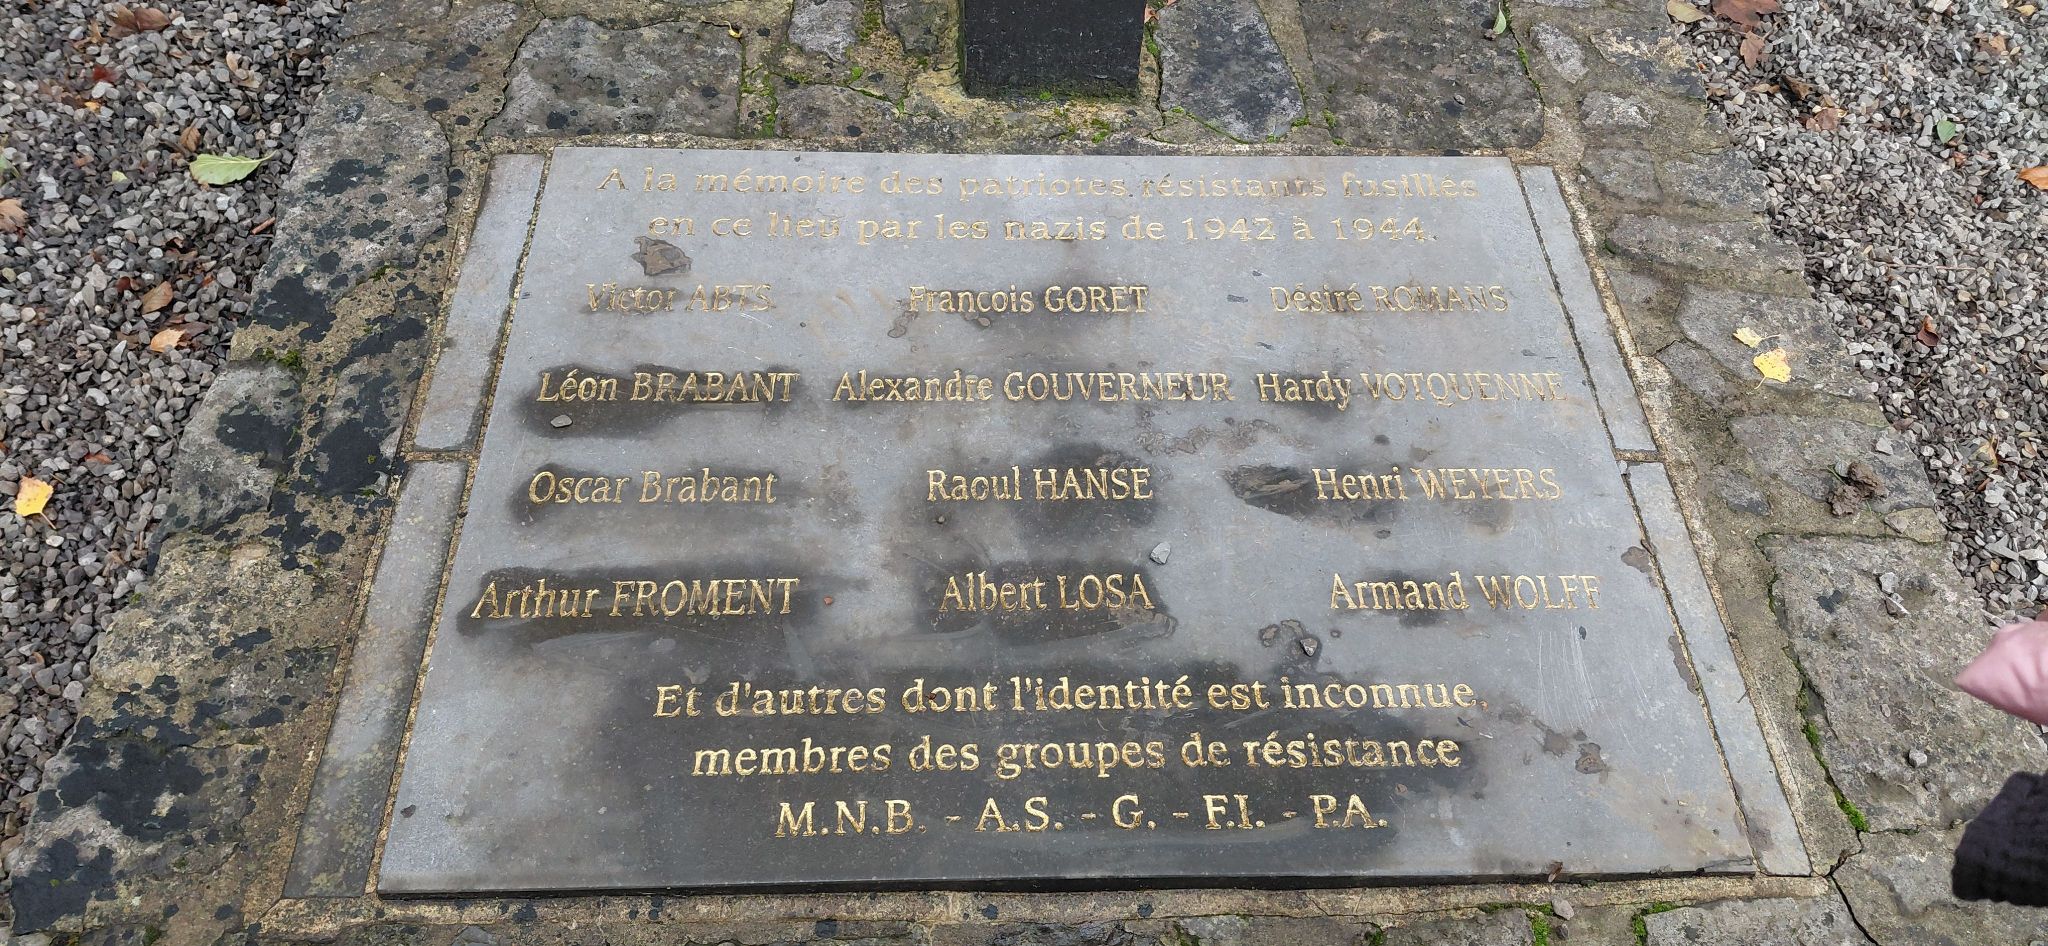 A la mémoire des patriotes résistants fusillés
en ce lieu par les nazis de 1942 à 1944.
Victor ABTS François GORET Désiré ROMANS
Léon BRABANT Alexandre GOUVERNEUR Hardy VOTQUENNE
Oscar Brabant Raoul HANSE Henri WEYERS
Arthur FROMENT Albert LOSA Armand WOLFF
Et d'autres dont l'identité est inconnue,
membres des groupes de résistance
M.N.B. - A.S. - G. - F.I. - P.A.